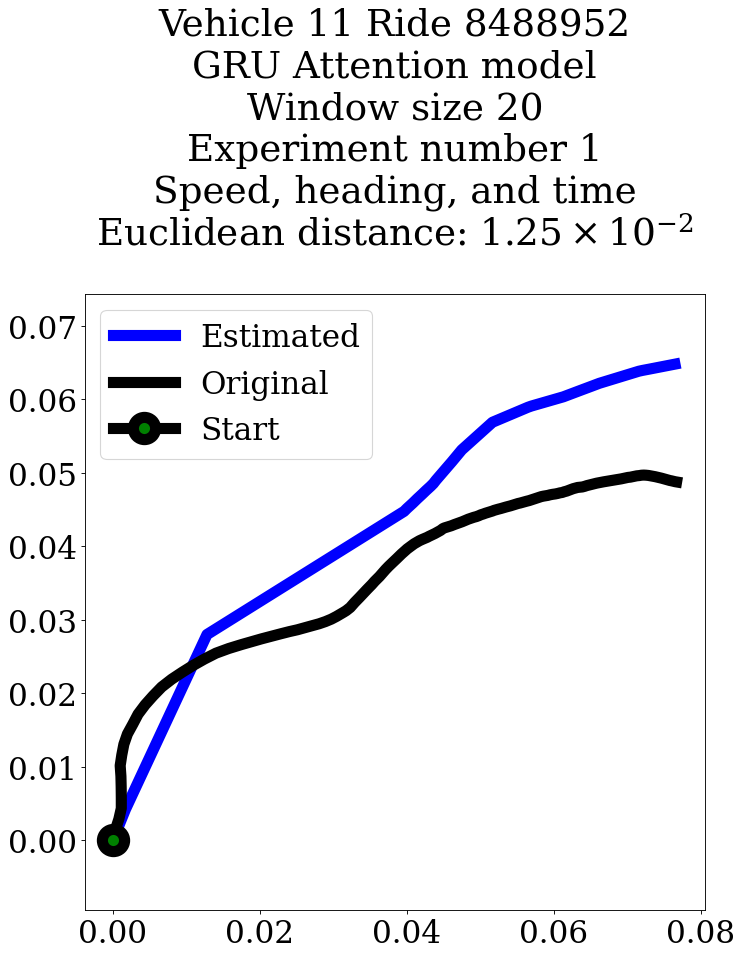 Vehicle 11 Ride 8488952
GRU Attention model
Window size 20
Experiment number 1
Speed, heading, and time
Euclidean distance: 1.25 × 10⁻²
Estimated
Original
Start
0.07
0.06
0.05
0.04
0.03
0.02
0.01
0.00
0.00 0.02 0.04 0.06 0.08